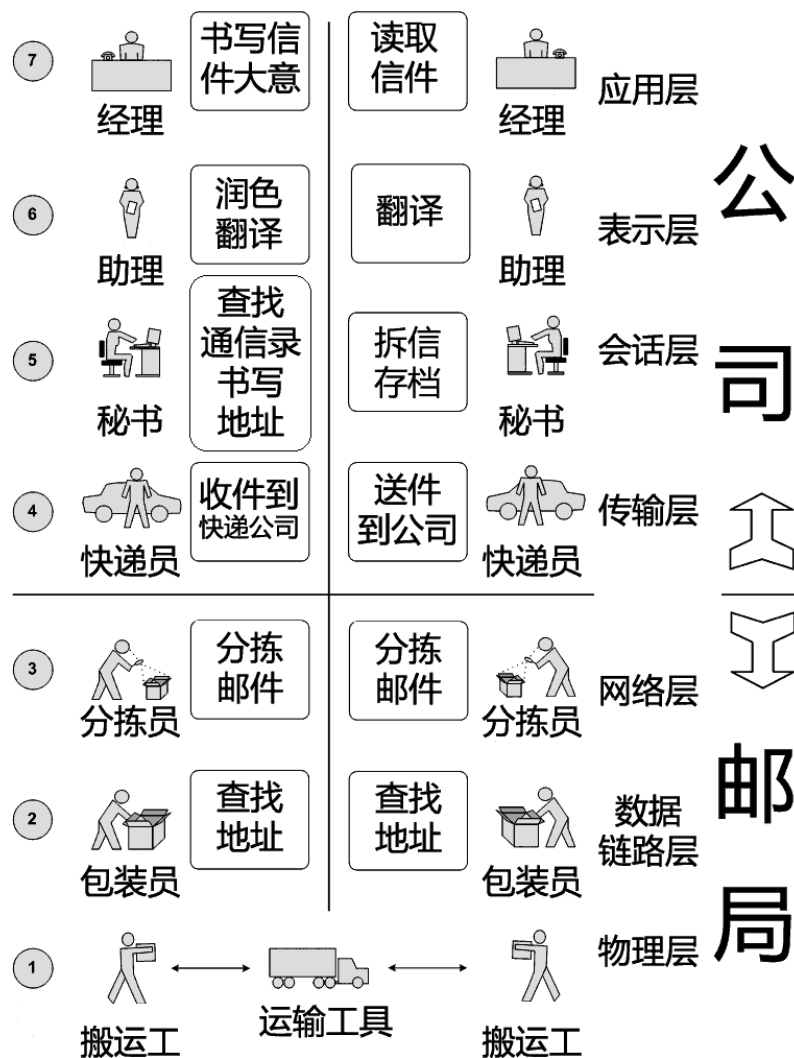 7
书写信
件大意
经理
读取
信件
经理
应用层
公
6
润色
翻译
助理
翻译
助理
表示层
5
查找
通信录
书写
地址
秘书
拆信
存档
秘书
会话层
司
4
收件到
快递公司
快递员
送件
到公司
快递员
传输层
3
分拣
邮件
分拣员
分拣
邮件
分拣员
网络层
邮
2
查找
地址
包装员
查找
地址
包装员
数据
链路层
局
1
搬运工
运输工具
搬运工
物理层